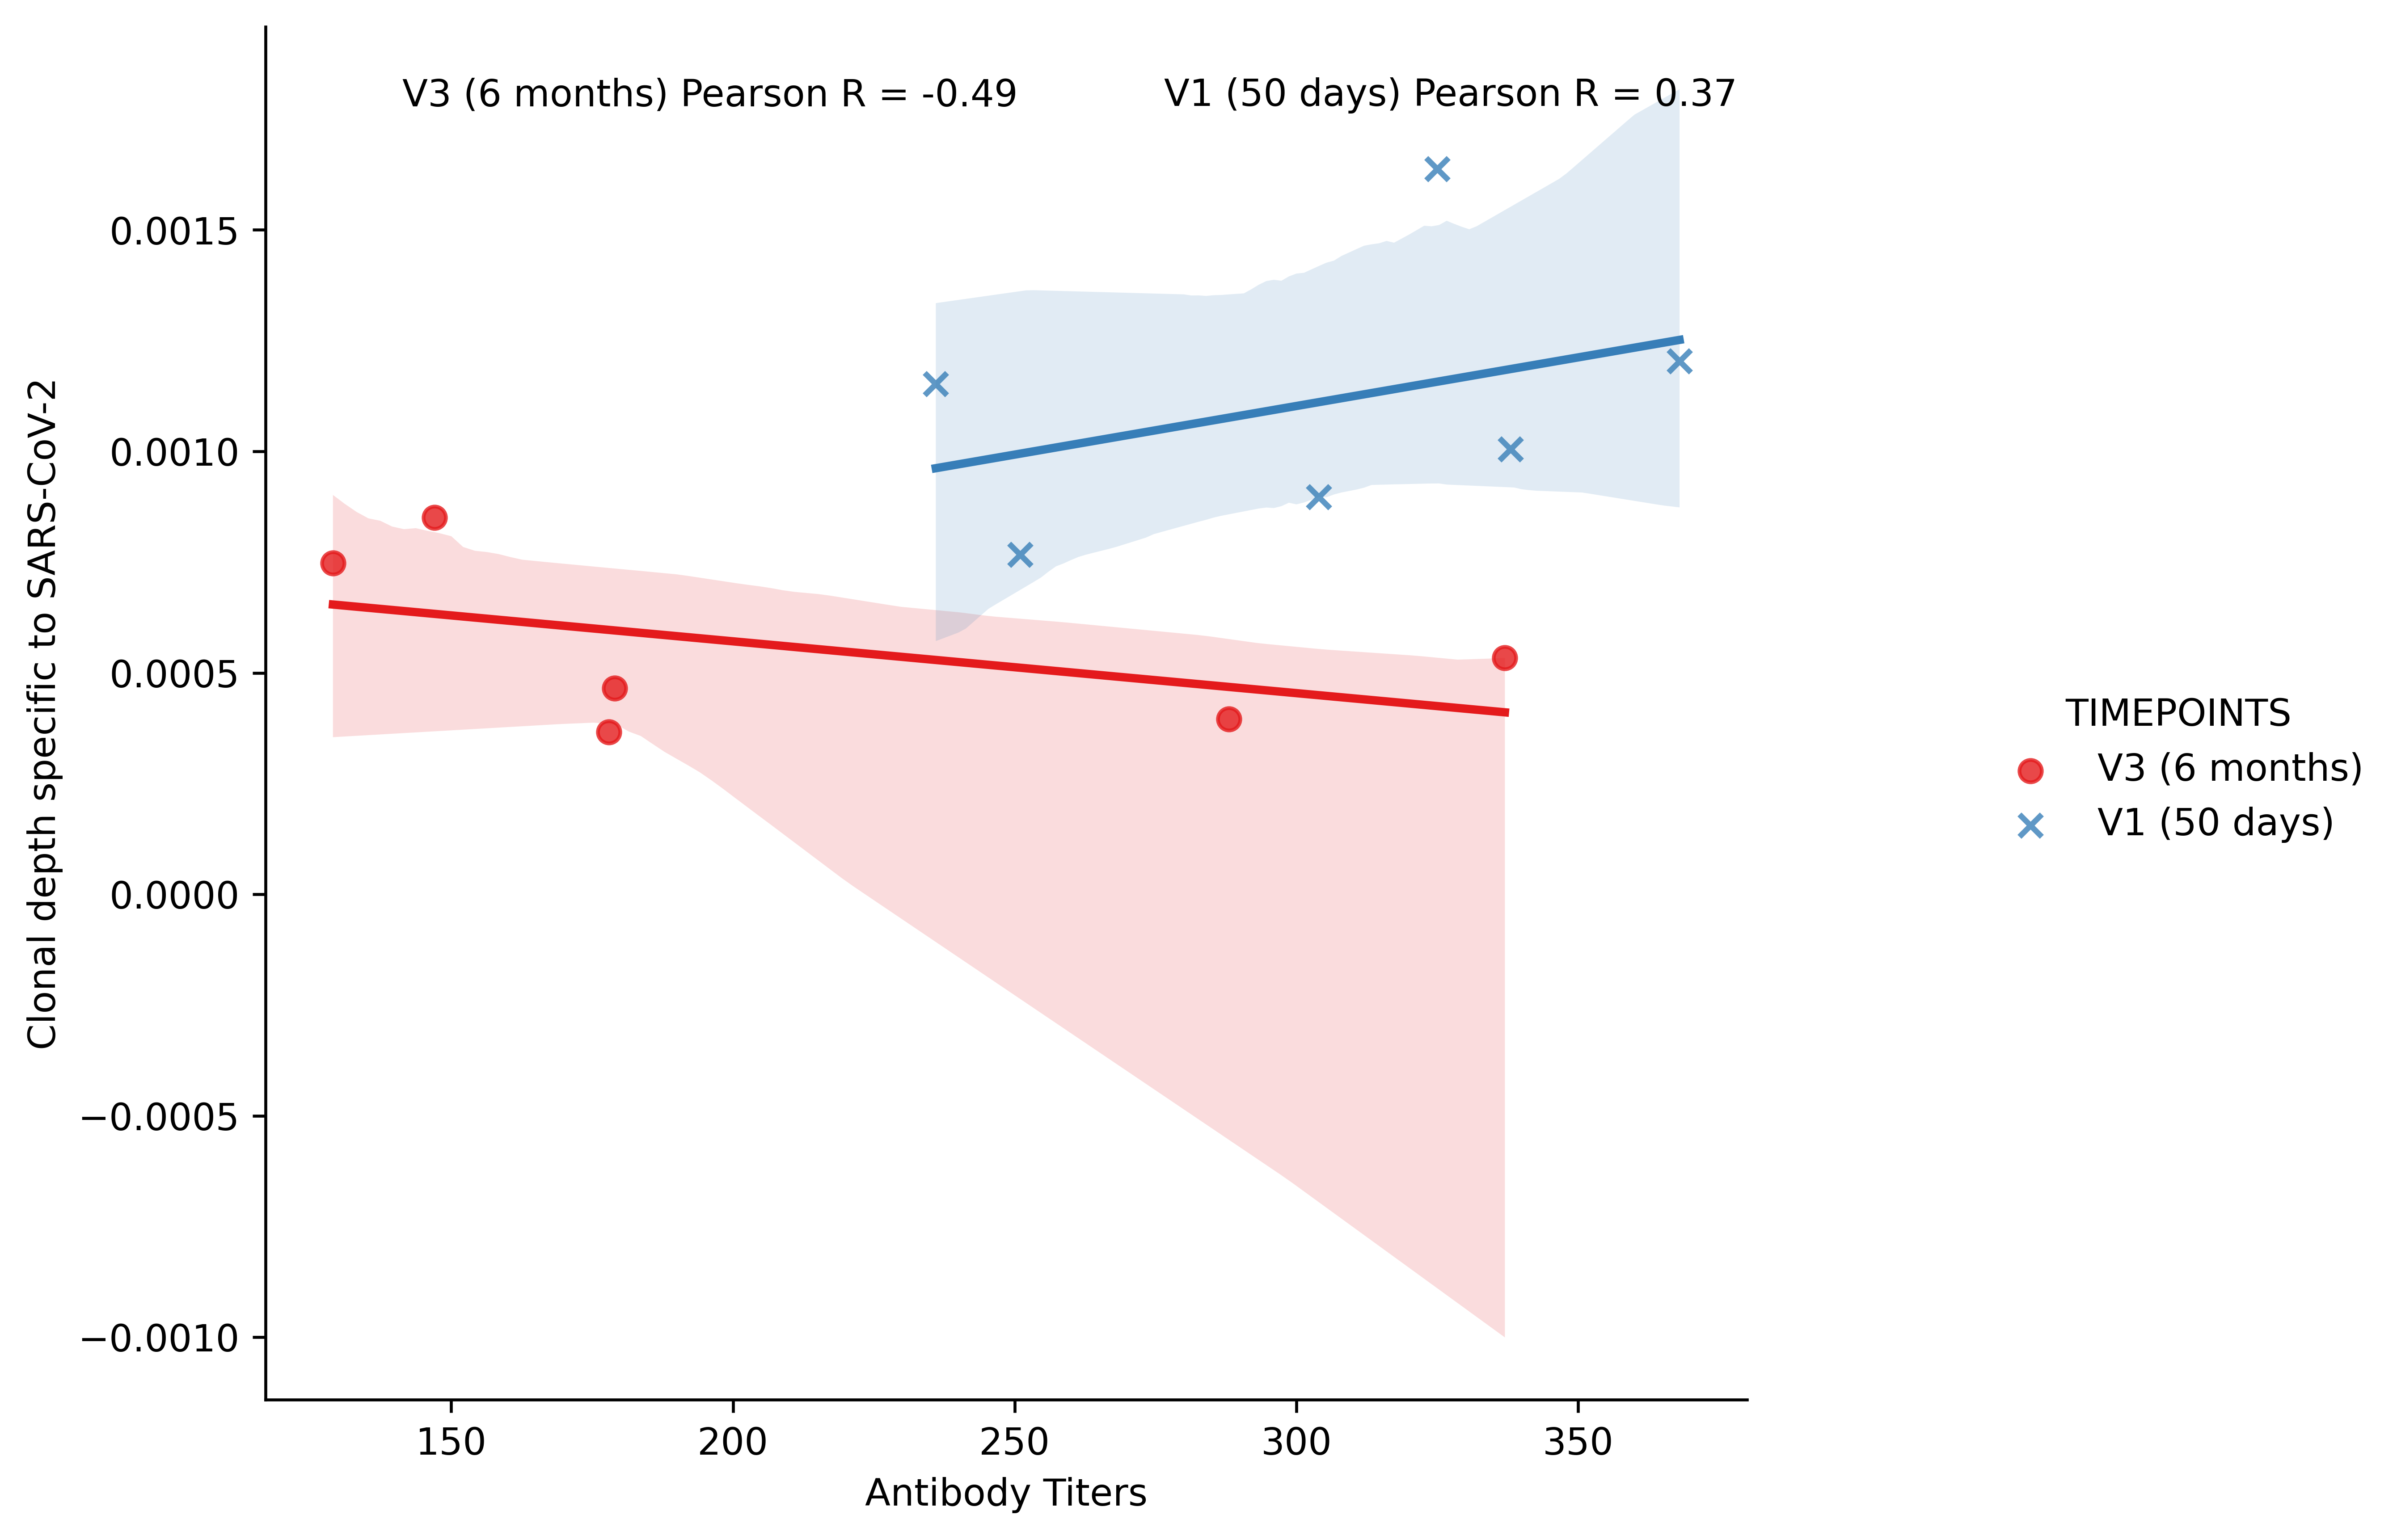 V3 (6 months) Pearson R = -0.49
V1 (50 days) Pearson R = 0.37
Clonal depth specific to SARS-CoV-2
0.0015
0.0010
0.0005
0.0000
−0.0005
−0.0010
150
200
250
300
350
Antibody Titers
TIMEPOINTS
V3 (6 months)
V1 (50 days)